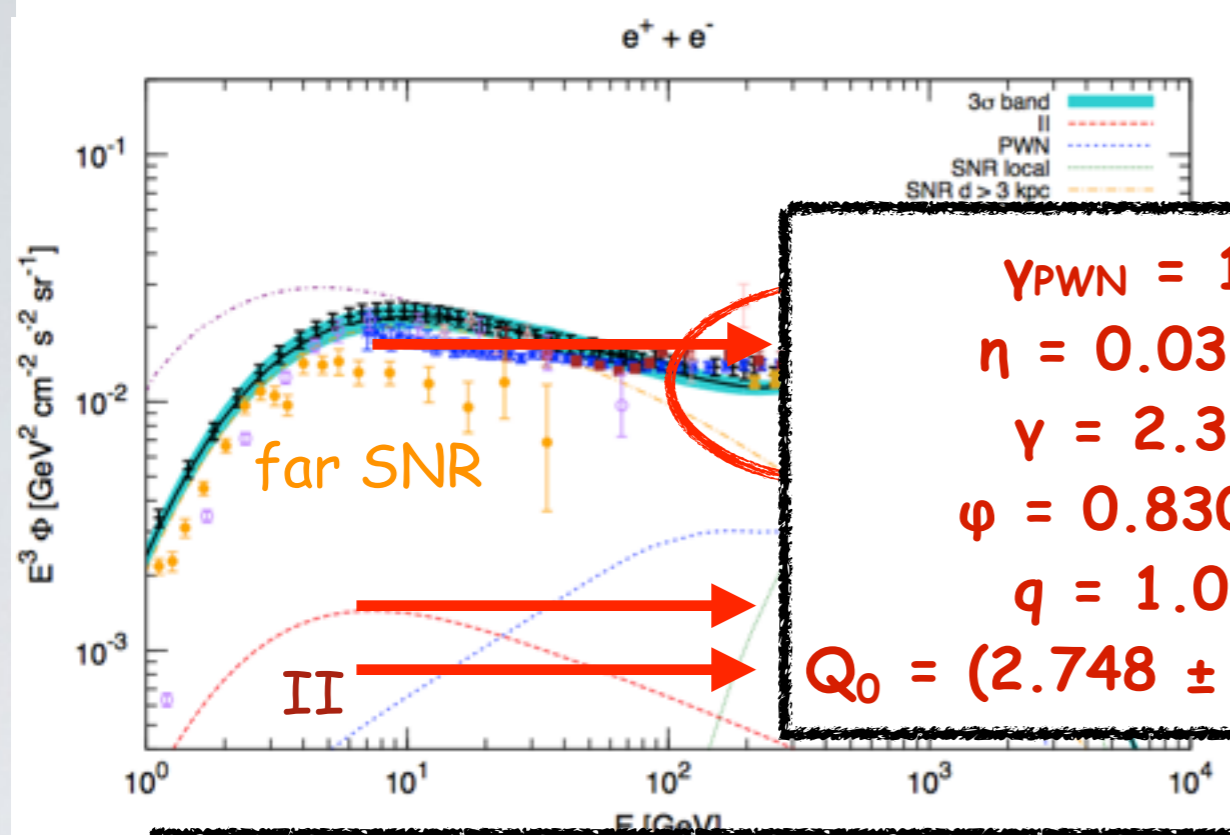 e⁺ + e⁻
3σ band
II
PWN
SNR local
SNR d > 3 kpc
10⁻¹
10⁻²
10⁻³
E³ Φ [GeV² cm⁻² s⁻² sr⁻¹]
far SNR
II
γPWN = 1
η = 0.03
γ = 2.3
φ = 0.830
q = 1.0
Q₀ = (2.748 ±
10⁰ 10¹ 10² 10³ 10⁴
E [GeV]